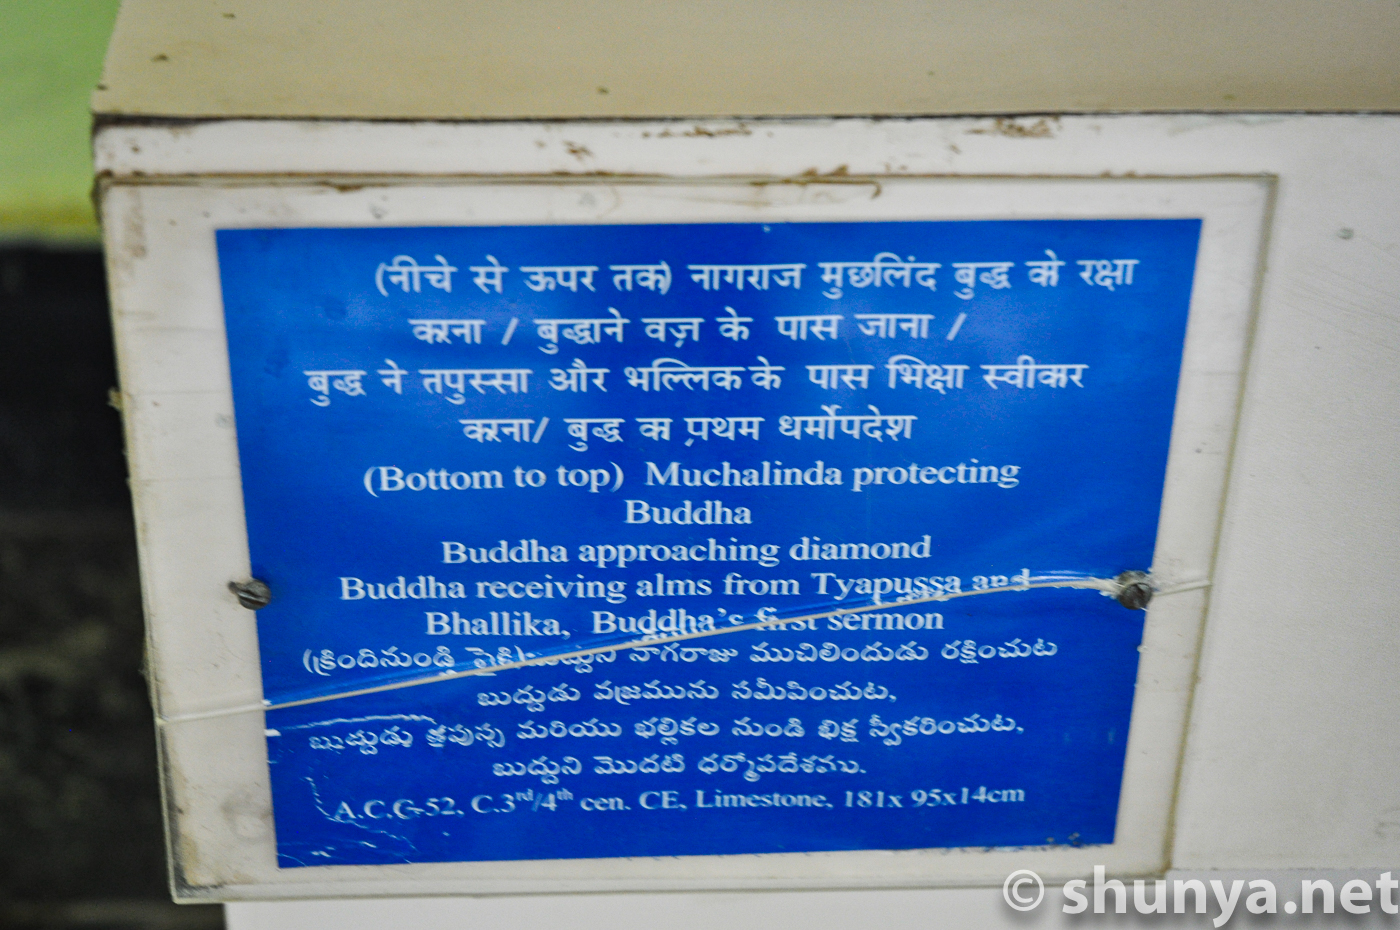 (नीचे से ऊपर तक) नागराज मुछलिंद बुद्ध को रक्षा
करना / बुद्धाने वज़्र के पास जाना /
बुद्ध ने तपुस्सा और भल्लिक के पास भिक्षा स्वीकर
करना/ बुद्ध का प्रथम धर्मोपदेश
(Bottom to top) Muchalinda protecting
Buddha
Buddha approaching diamond
Buddha receiving alms from Tyapussa and
Bhallika, Buddha's first sermon
(క్రిందినుండి పైకి)బుద్ధుని నాగరాజు ముచిలిందుడు రక్షించుట
బుద్ధుడు వజ్రమును సమీపించుట,
బుద్ధుడు త్రపుస్స మరియు భల్లికల నుండి భిక్ష స్వీకరించుట,
బుద్ధుని మొదటి ధర్మోపదేశము.
A.C.G-52, C.3rd/4th cen. CE, Limestone, 181x 95x14cm
© shunya.net